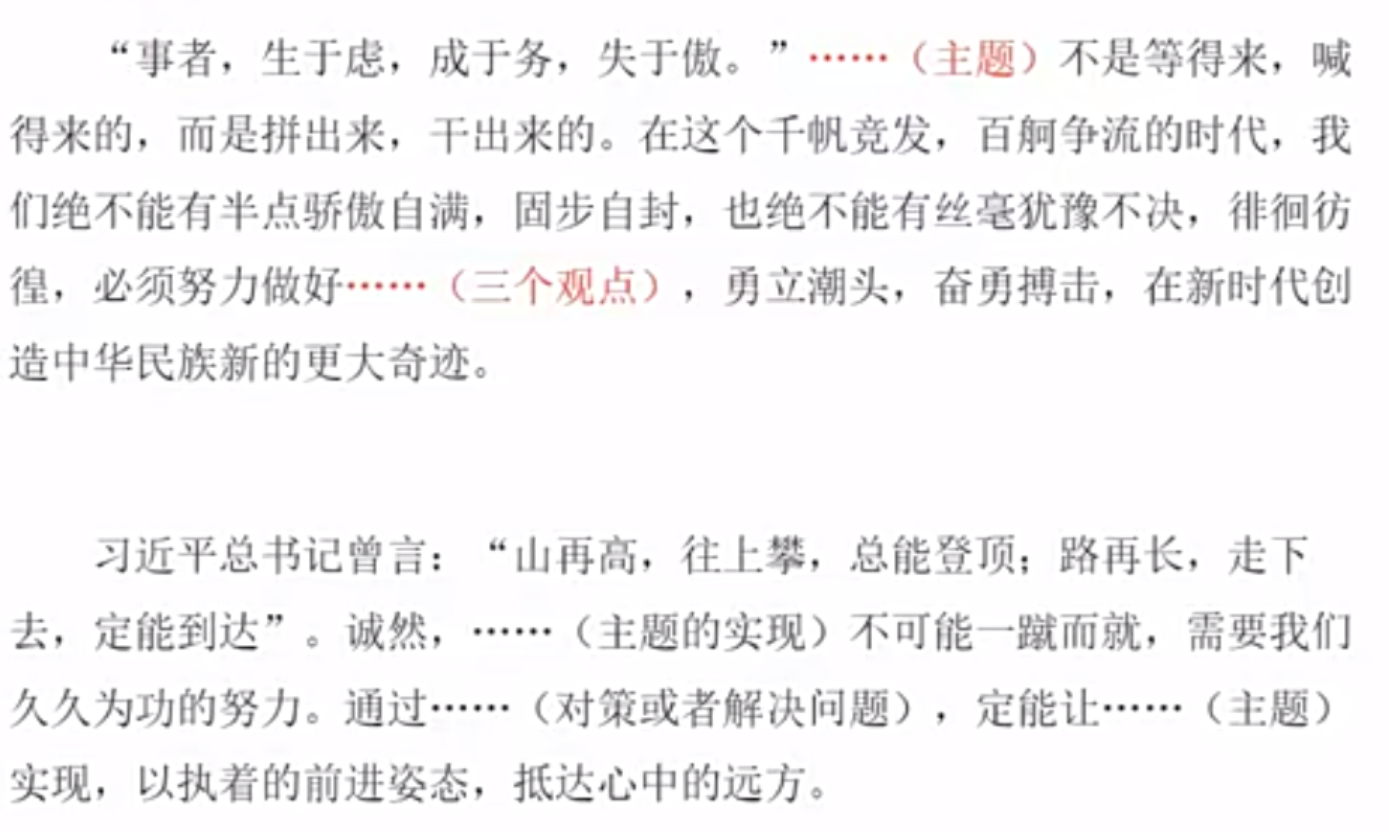 “事者，生于虑，成于务，失于傲。”……（主题）不是等得来，喊
得来的，而是拼出来，干出来的。在这个千帆竞发，百舸争流的时代，我
们绝不能有半点骄傲自满，固步自封，也绝不能有丝毫犹豫不决，徘徊彷
徨，必须努力做好……（三个观点），勇立潮头，奋勇搏击，在新时代创
造中华民族新的更大奇迹。
习近平总书记曾言：“山再高，往上攀，总能登顶；路再长，走下
去，定能到达”。诚然，……（主题的实现）不可能一蹴而就，需要我们
久久为功的努力。通过……（对策或者解决问题），定能让……（主题）
实现，以执着的前进姿态，抵达心中的远方。